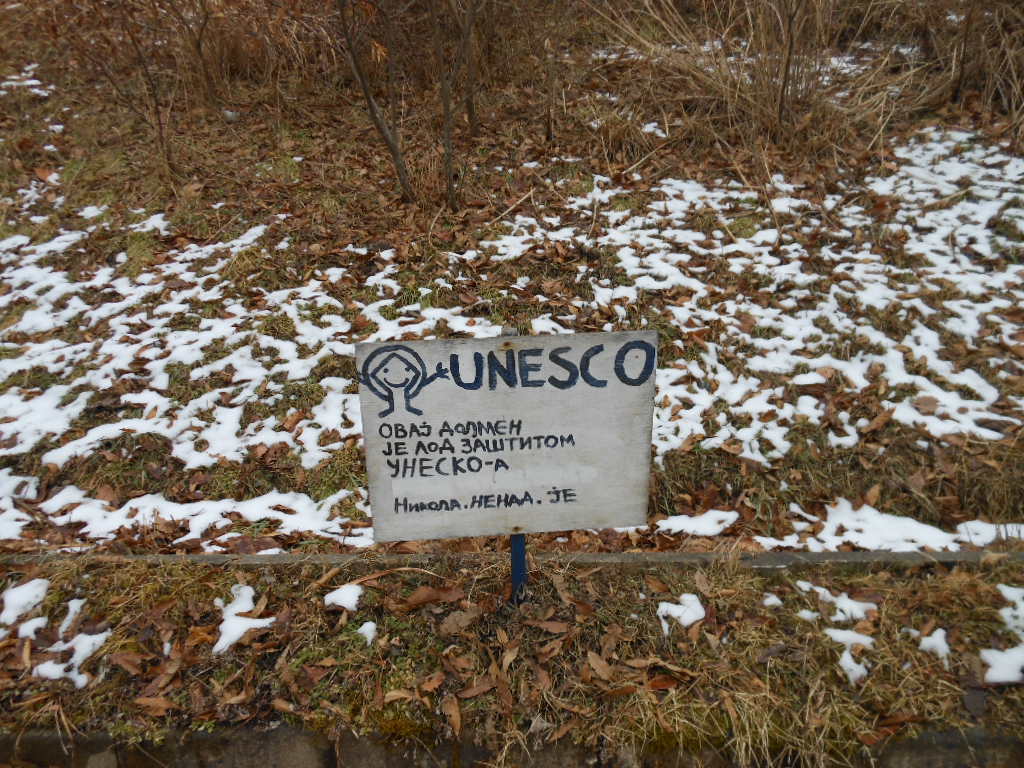 UNESCO
ОВАЈ ДОЛМЕН
ЈЕ ПОД ЗАШТИТОМ
УНЕСКО-А
Никола.НЕНАД.ЈЕ